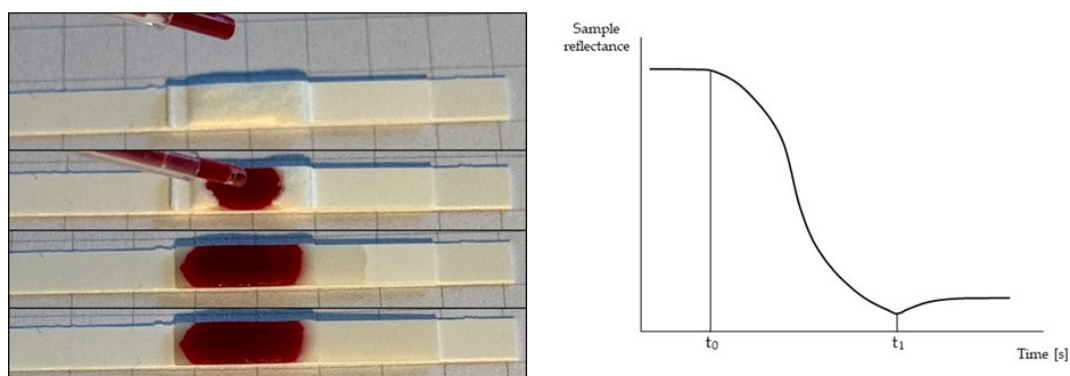 Sample
reflectance
t₀
t₁
Time [s]